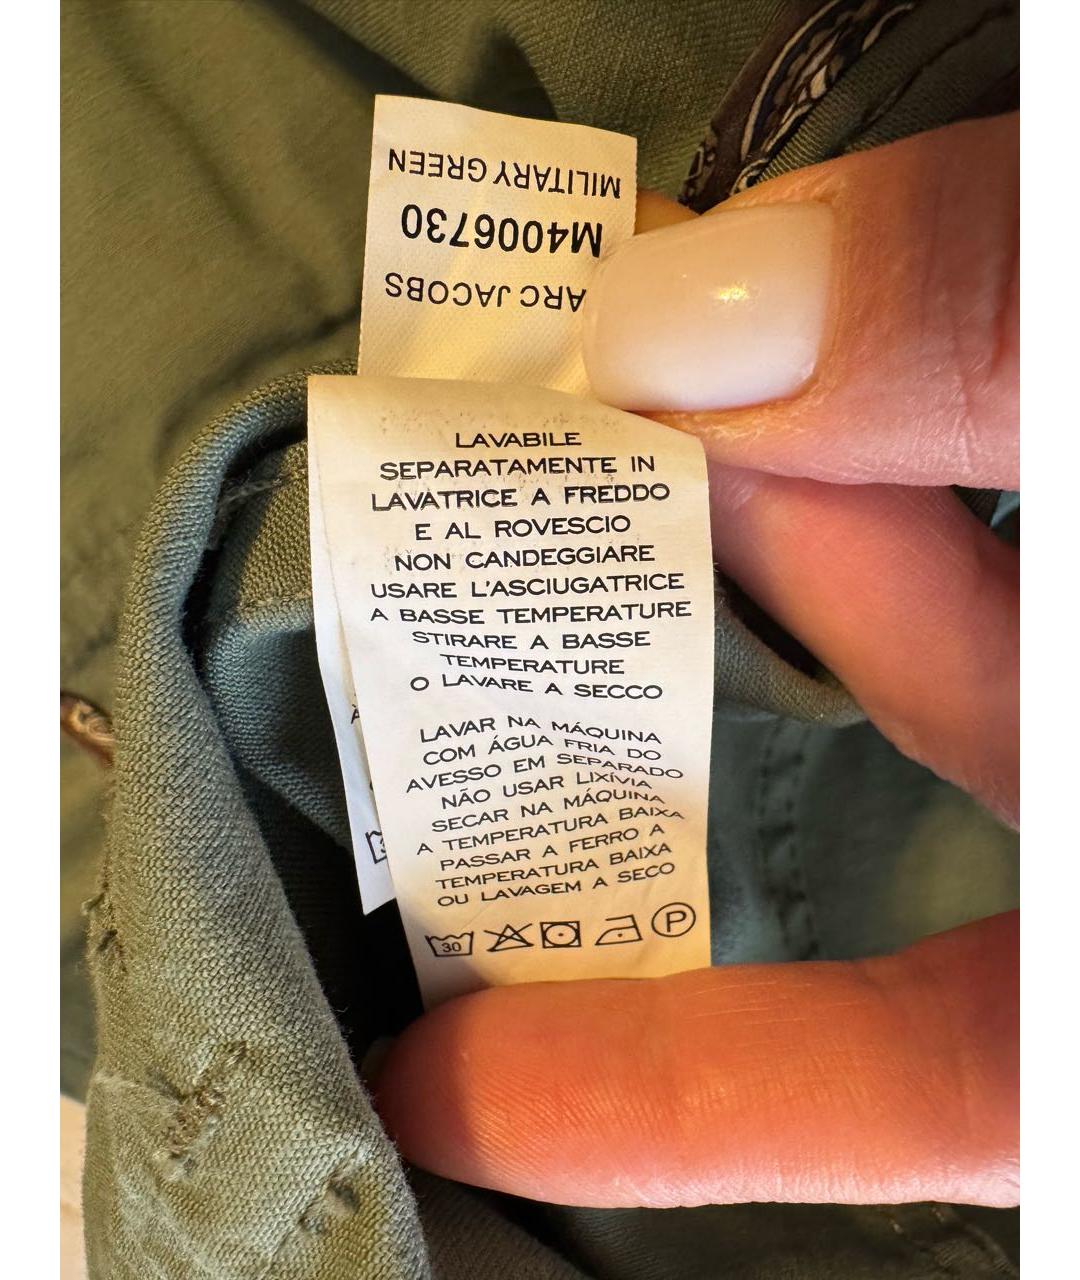 MILITARY GREEN
M4006730
ARC JACOBS
LAVABILE
SEPARATAMENTE IN
LAVATRICE A FREDDO
E AL ROVESCIO
NON CANDEGGIARE
USARE L'ASCIUGATRICE
A BASSE TEMPERATURE
STIRARE A BASSE
TEMPERATURE
O LAVARE A SECCO
LAVAR NA MÁQUINA
COM ÁGUA FRIA DO
AVESSO EM SEPARADO
NÃO USAR LIXÍVIA
SECAR NA MÁQUINA
A TEMPERATURA BAIXA
PASSAR A FERRO A
TEMPERATURA BAIXA
OU LAVAGEM A SECO
30 P